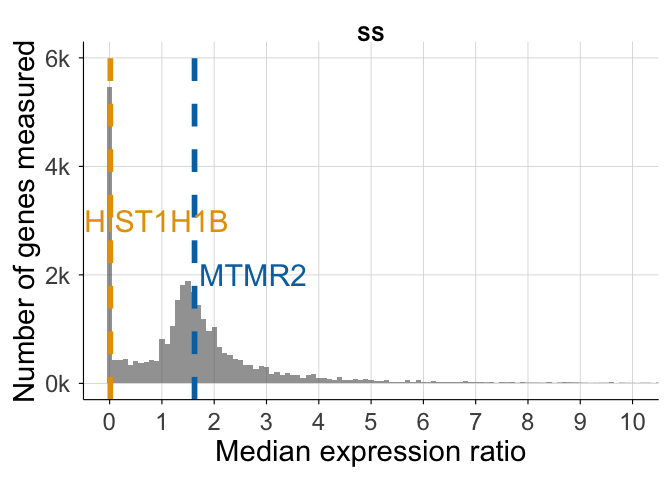 SS
Number of genes measured
6k
4k
2k
0k
HIST1H1B
MTMR2
0 1 2 3 4 5 6 7 8 9 10
Median expression ratio